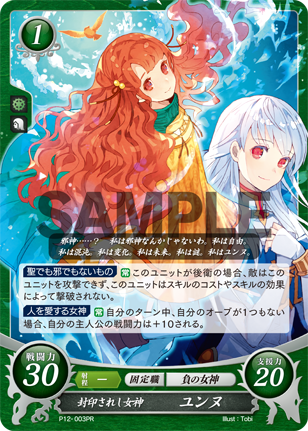 1
SAMPLE
邪神……？ 私は邪神なんかじゃないわ。私は自由。
私は混沌。私は変化。私は未来。私は謎。私はユンヌ。
聖でも邪でもないもの 常 このユニットが後衛の場合、敵はこの
ユニットを攻撃できず、このユニットはスキルのコストやスキルの効果
によって撃破されない。
人を愛する女神 常 自分のターン中、自分のオーブが1つもない
場合、自分の主人公の戦闘力は＋10される。
戦闘力
30
射程 ー
固定職
負の女神
支援力
20
封印されし女神 ユンヌ
P12-003PR
Illust：Tobi